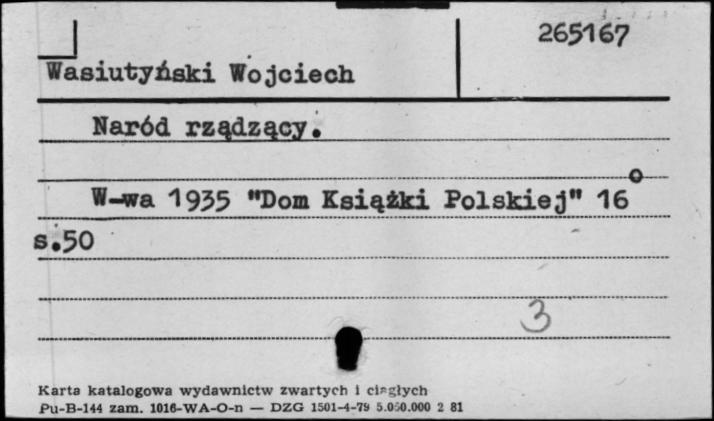 265167
Wasiutyński Wojciech
Naród rządzący.
W-wa 1935 "Dom Książki Polskiej" 16°
s.50
3
Karta katalogowa wydawnictw zwartych i ciągłych
Pu-B-144 zam. 1016-WA-O-n — DZG 1501-4-79 5.050.000 2 81